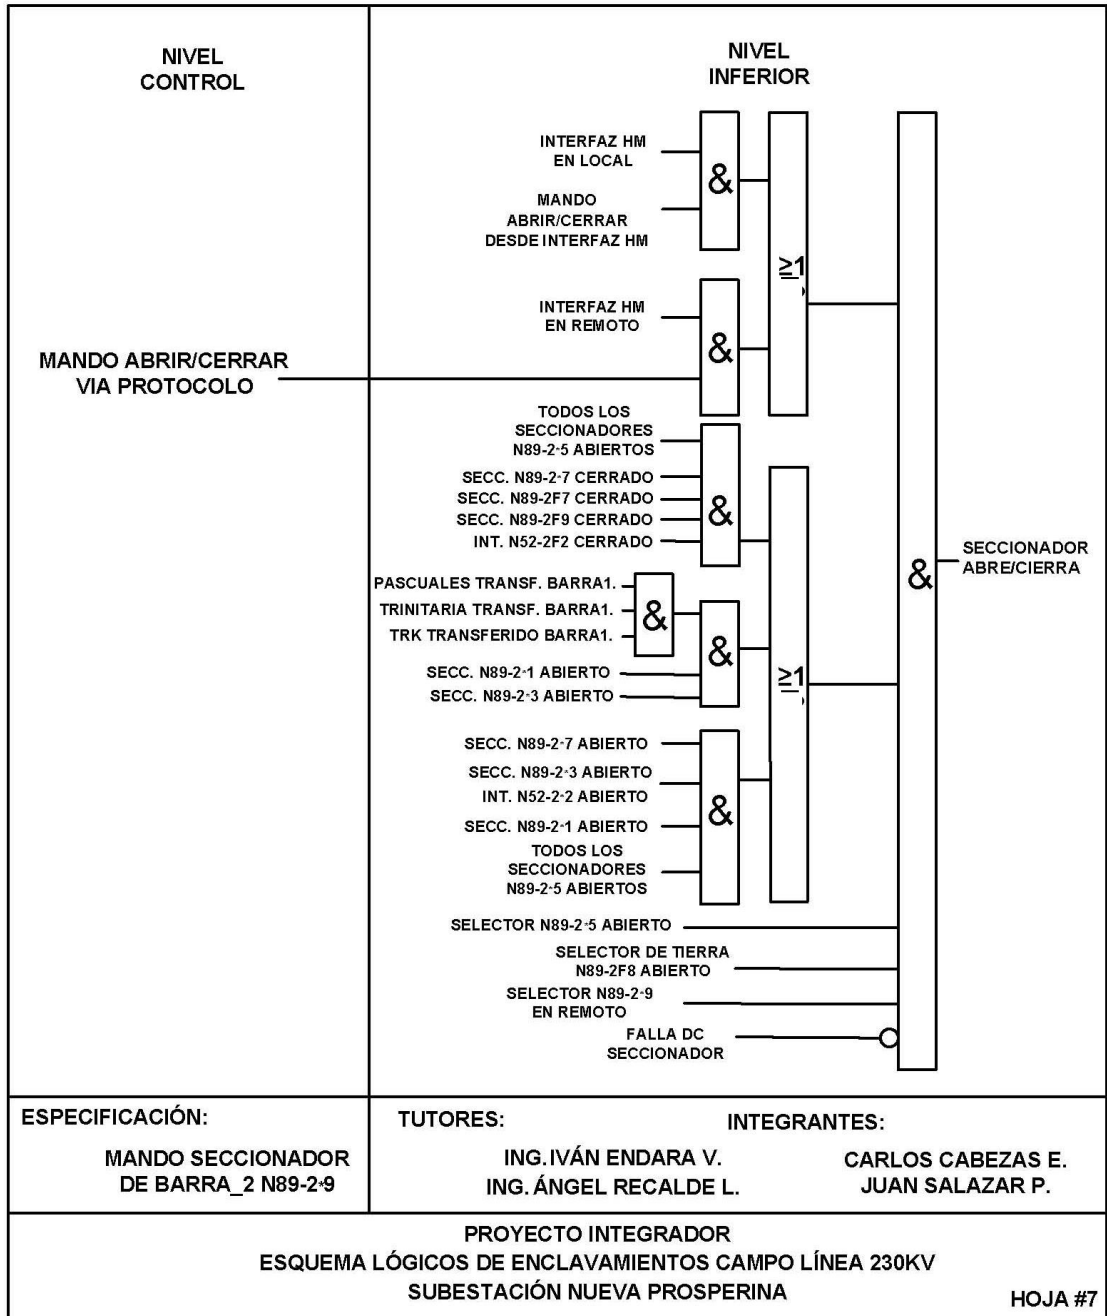 NIVEL
CONTROL
NIVEL
INFERIOR
INTERFAZ HM
EN LOCAL
&
MANDO
ABRIR/CERRAR
DESDE INTERFAZ HM
≥1
INTERFAZ HM
EN REMOTO
&
MANDO ABRIR/CERRAR
VIA PROTOCOLO
TODOS LOS
SECCIONADORES
N89-2*5 ABIERTOS
SECC. N89-2*7 CERRADO
SECC. N89-2F7 CERRADO
SECC. N89-2F9 CERRADO
INT. N52-2F2 CERRADO
&
SECCIONADOR
ABRE/CIERRA
&
PASCUALES TRANSF. BARRA1.
TRINITARIA TRANSF. BARRA1.
TRK TRANSFERIDO BARRA1.
&
&
SECC. N89-2*1 ABIERTO
SECC. N89-2*3 ABIERTO
≥1
SECC. N89-2*7 ABIERTO
SECC. N89-2*3 ABIERTO
INT. N52-2*2 ABIERTO
&
SECC. N89-2*1 ABIERTO
TODOS LOS
SECCIONADORES
N89-2*5 ABIERTOS
SELECTOR N89-2*5 ABIERTO
SELECTOR DE TIERRA
N89-2F8 ABIERTO
SELECTOR N89-2*9
EN REMOTO
FALLA DC
SECCIONADOR
ESPECIFICACIÓN:
MANDO SECCIONADOR
DE BARRA_2 N89-2*9
TUTORES:
ING.IVÁN ENDARA V.
ING. ÁNGEL RECALDE L.
INTEGRANTES:
CARLOS CABEZAS E.
JUAN SALAZAR P.
PROYECTO INTEGRADOR
ESQUEMA LÓGICOS DE ENCLAVAMIENTOS CAMPO LÍNEA 230KV
SUBESTACIÓN NUEVA PROSPERINA
HOJA #7